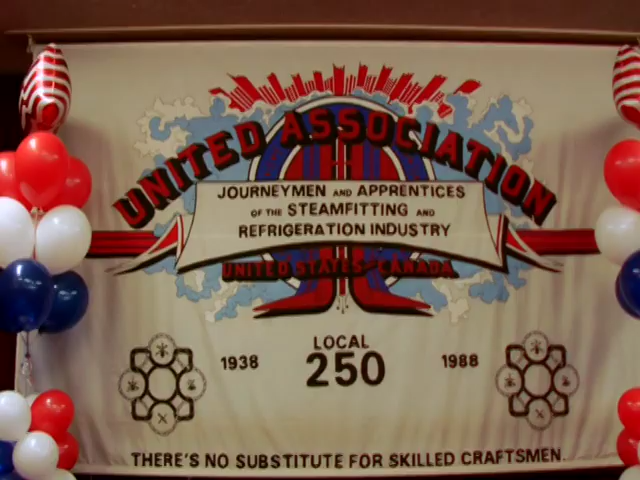 UNITED ASSOCIATION
JOURNEYMEN AND APPRENTICES
OF THE STEAMFITTING AND
REFRIGERATION INDUSTRY
UNITED STATES AND CANADA
LOCAL
1938 250 1988
THERE'S NO SUBSTITUTE FOR SKILLED CRAFTSMEN